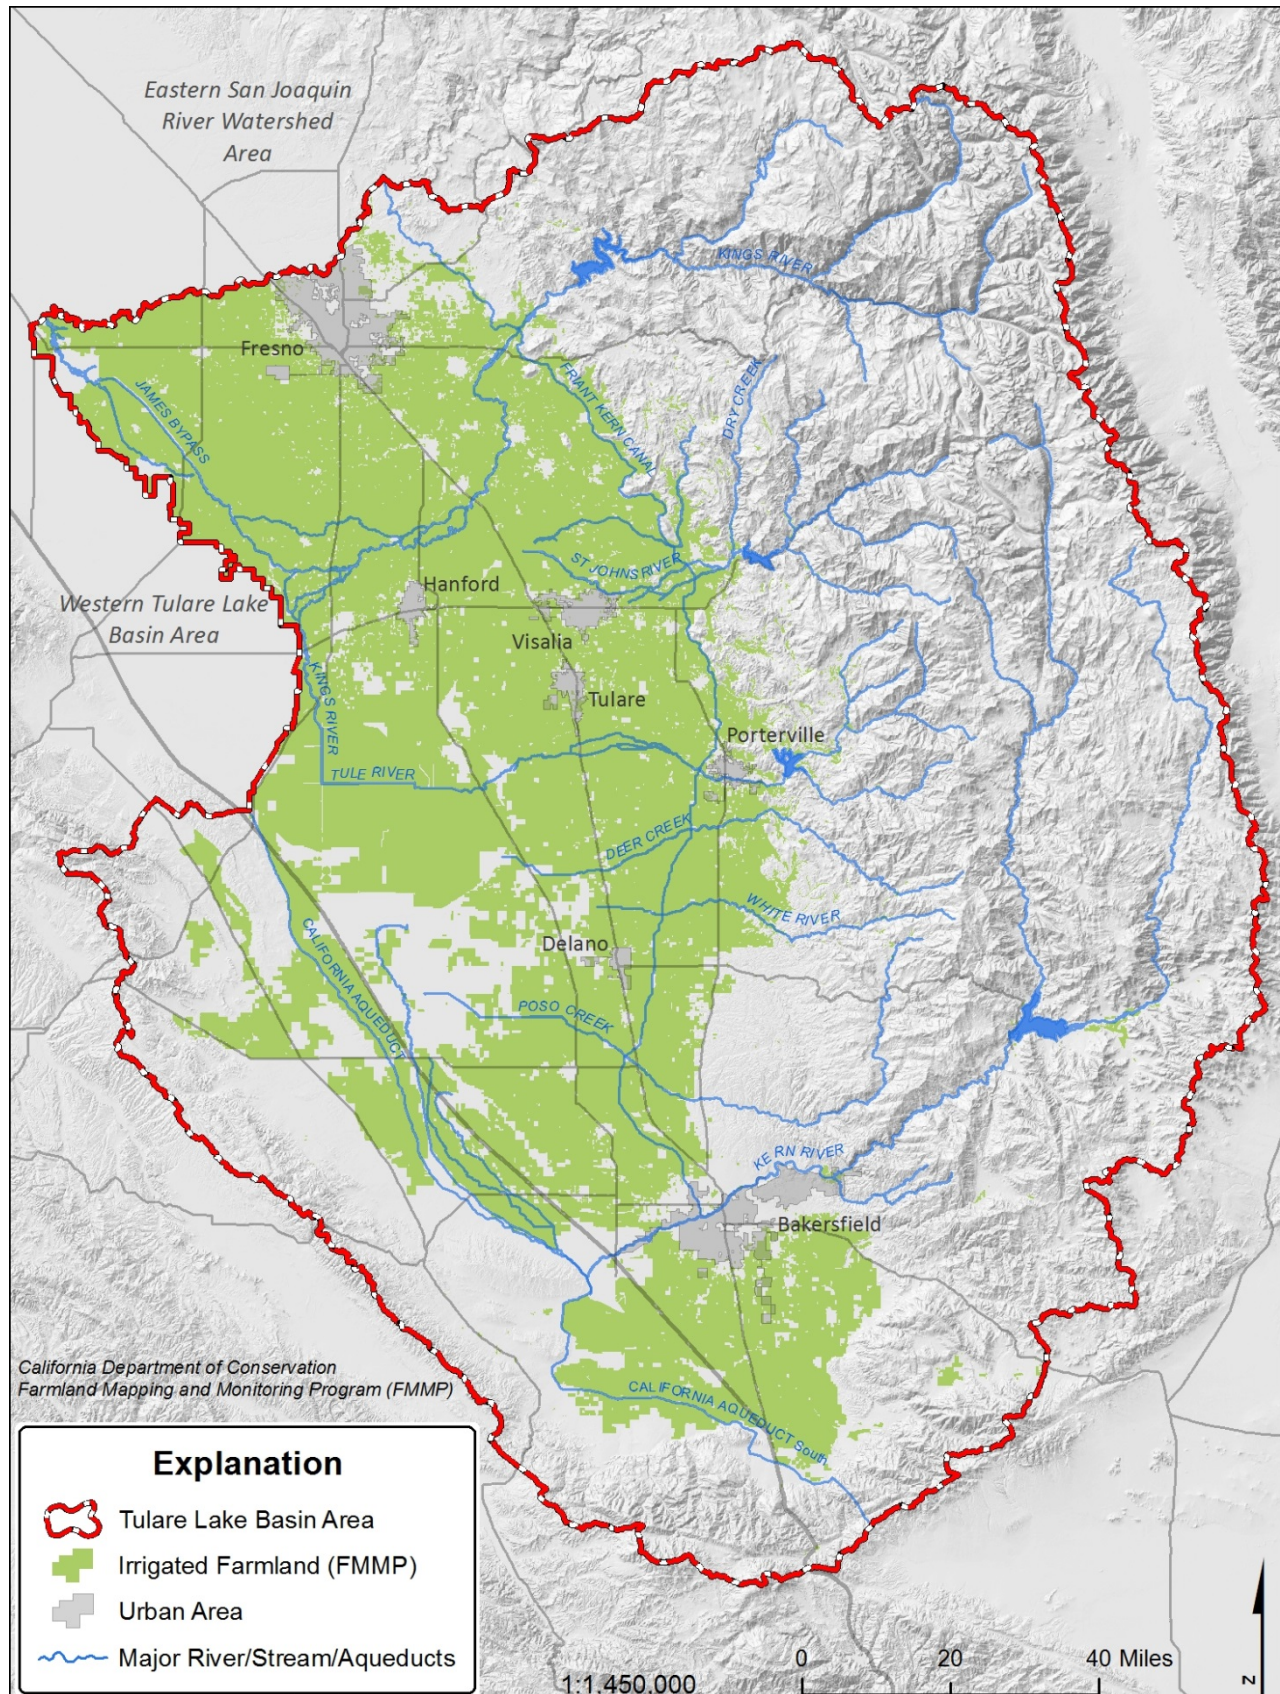 Eastern San Joaquin
River Watershed
Area
KINGS RIVER
Fresno
FRIANT KERN CANAL
DRY CREEK
JAMES BYPASS
ST JOHNS RIVER
Hanford
Western Tulare Lake
Basin Area
Visalia
KINGS RIVER
Tulare
Porterville
TULE RIVER
DEER CREEK
WHITE RIVER
CALIFORNIA AQUEDUCT
Delano
POSO CREEK
KERN RIVER
Bakersfield
California Department of Conservation
Farmland Mapping and Monitoring Program (FMMP)
CALIFORNIA AQUEDUCT South
Explanation
Tulare Lake Basin Area
Irrigated Farmland (FMMP)
Urban Area
Major River/Stream/Aqueducts
0 20 40 Miles
1:1,450,000
N